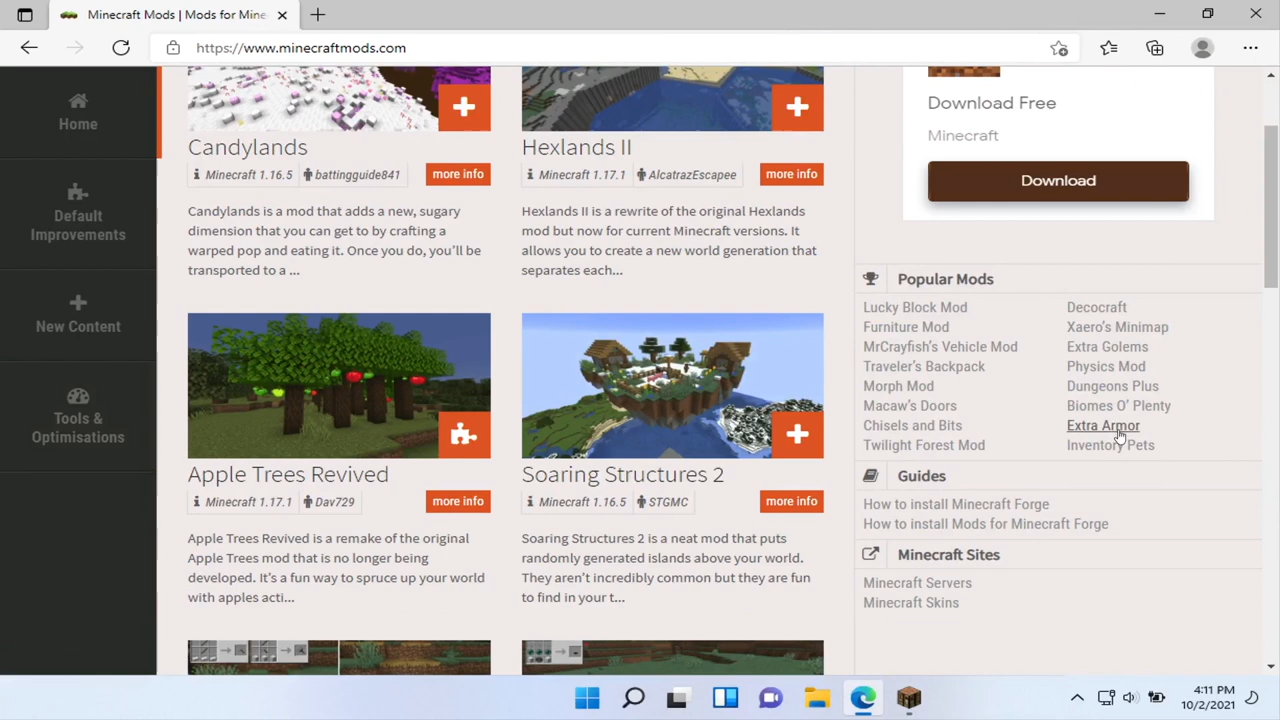 Minecraft Mods | Mods for Mine
https://www.minecraftmods.com
Home
Default
Improvements
New Content
Tools &
Optimisations
Candylands
Minecraft 1.16.5
battingguide841
more info
Candylands is a mod that adds a new, sugary
dimension that you can get to by crafting a
warped pop and eating it. Once you do, you'll be
transported to a ...
Hexlands II
Minecraft 1.17.1
AlcatrazEscapee
more info
Hexlands II is a rewrite of the original Hexlands
mod but now for current Minecraft versions. It
allows you to create a new world generation that
separates each...
Apple Trees Revived
Minecraft 1.17.1
Dav729
more info
Apple Trees Revived is a remake of the original
Apple Trees mod that is no longer being
developed. It's a fun way to spruce up your world
with apples acti...
Soaring Structures 2
Minecraft 1.16.5
STGMC
more info
Soaring Structures 2 is a neat mod that puts
randomly generated islands above your world.
They aren't incredibly common but they are fun
to find in your t...
Download Free
Minecraft
Download
Popular Mods
Lucky Block Mod
Furniture Mod
MrCrayfish's Vehicle Mod
Traveler's Backpack
Morph Mod
Macaw's Doors
Chisels and Bits
Twilight Forest Mod
Decocraft
Xaero's Minimap
Extra Golems
Physics Mod
Dungeons Plus
Biomes O' Plenty
Extra Armor
Inventory Pets
Guides
How to install Minecraft Forge
How to install Mods for Minecraft Forge
Minecraft Sites
Minecraft Servers
Minecraft Skins
4:11 PM
10/2/2021